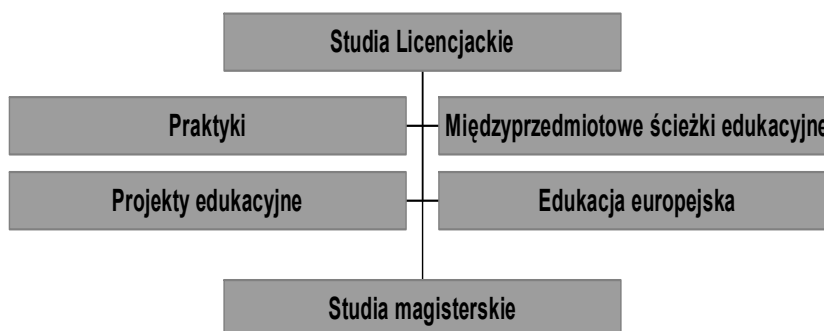 Studia Licencjackie
Praktyki
Międzyprzedmiotowe ścieżki edukacyjne
Projekty edukacyjne
Edukacja europejska
Studia magisterskie